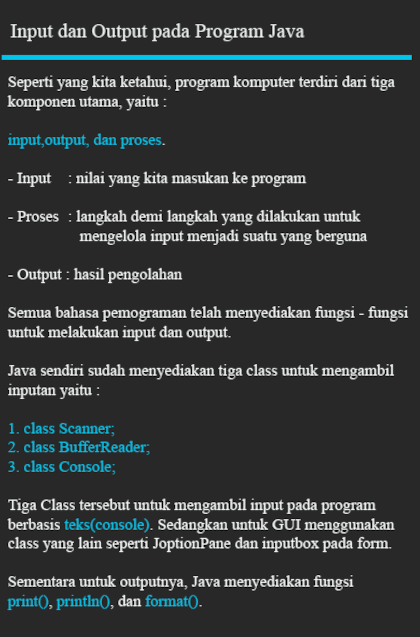 Input dan Output pada Program Java
Seperti yang kita ketahui, program komputer terdiri dari tiga
komponen utama, yaitu :
input,output, dan proses.
- Input : nilai yang kita masukan ke program
- Proses : langkah demi langkah yang dilakukan untuk
mengelola input menjadi suatu yang berguna
- Output : hasil pengolahan
Semua bahasa pemograman telah menyediakan fungsi - fungsi
untuk melakukan input dan output.
Java sendiri sudah menyediakan tiga class untuk mengambil
inputan yaitu :
1. class Scanner;
2. class BufferReader;
3. class Console;
Tiga Class tersebut untuk mengambil input pada program
berbasis teks(console). Sedangkan untuk GUI menggunakan
class yang lain seperti JoptionPane dan inputbox pada form.
Sementara untuk outputnya, Java menyediakan fungsi
print(), println(), dan format().